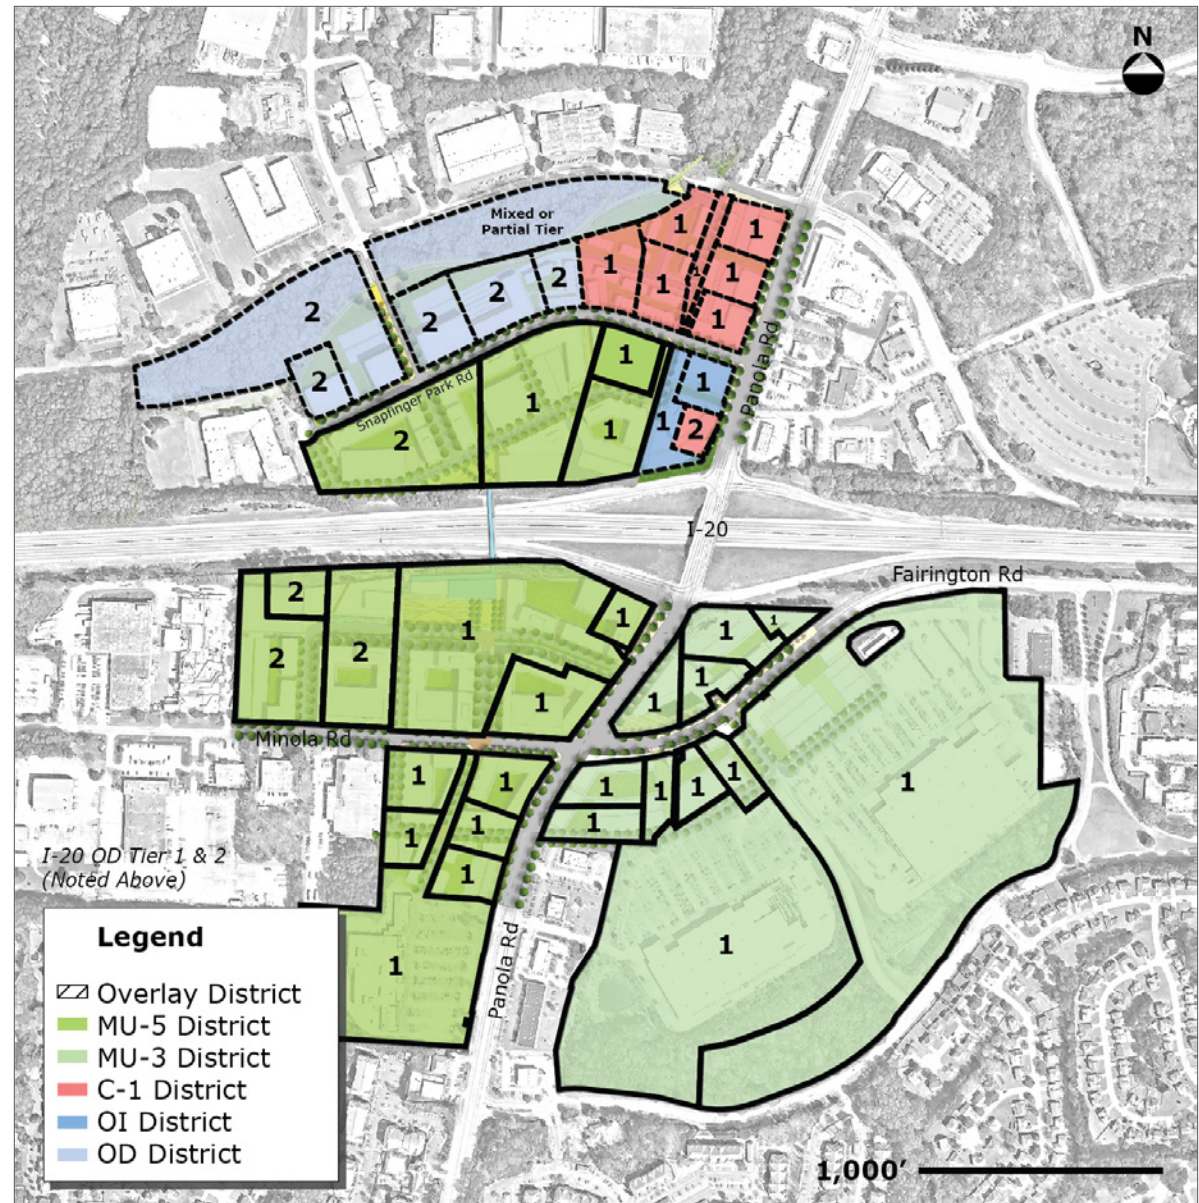 N
Mixed or
Partial Tier
1
1
1
1
1
1
1
2
2
2
2
2
1
1
1
1
1
2
1
2
Snapfinger Park Rd
Panola Rd
I-20
Fairington Rd
2
2
2
1
1
1
1
1
1
1
Minola Rd
1
1
1
1
1
1
1
1
1
1
1
1
I-20 OD Tier 1 & 2
(Noted Above)
1
1
Panola Rd
Legend
Overlay District
MU-5 District
MU-3 District
C-1 District
OI District
OD District
1,000’